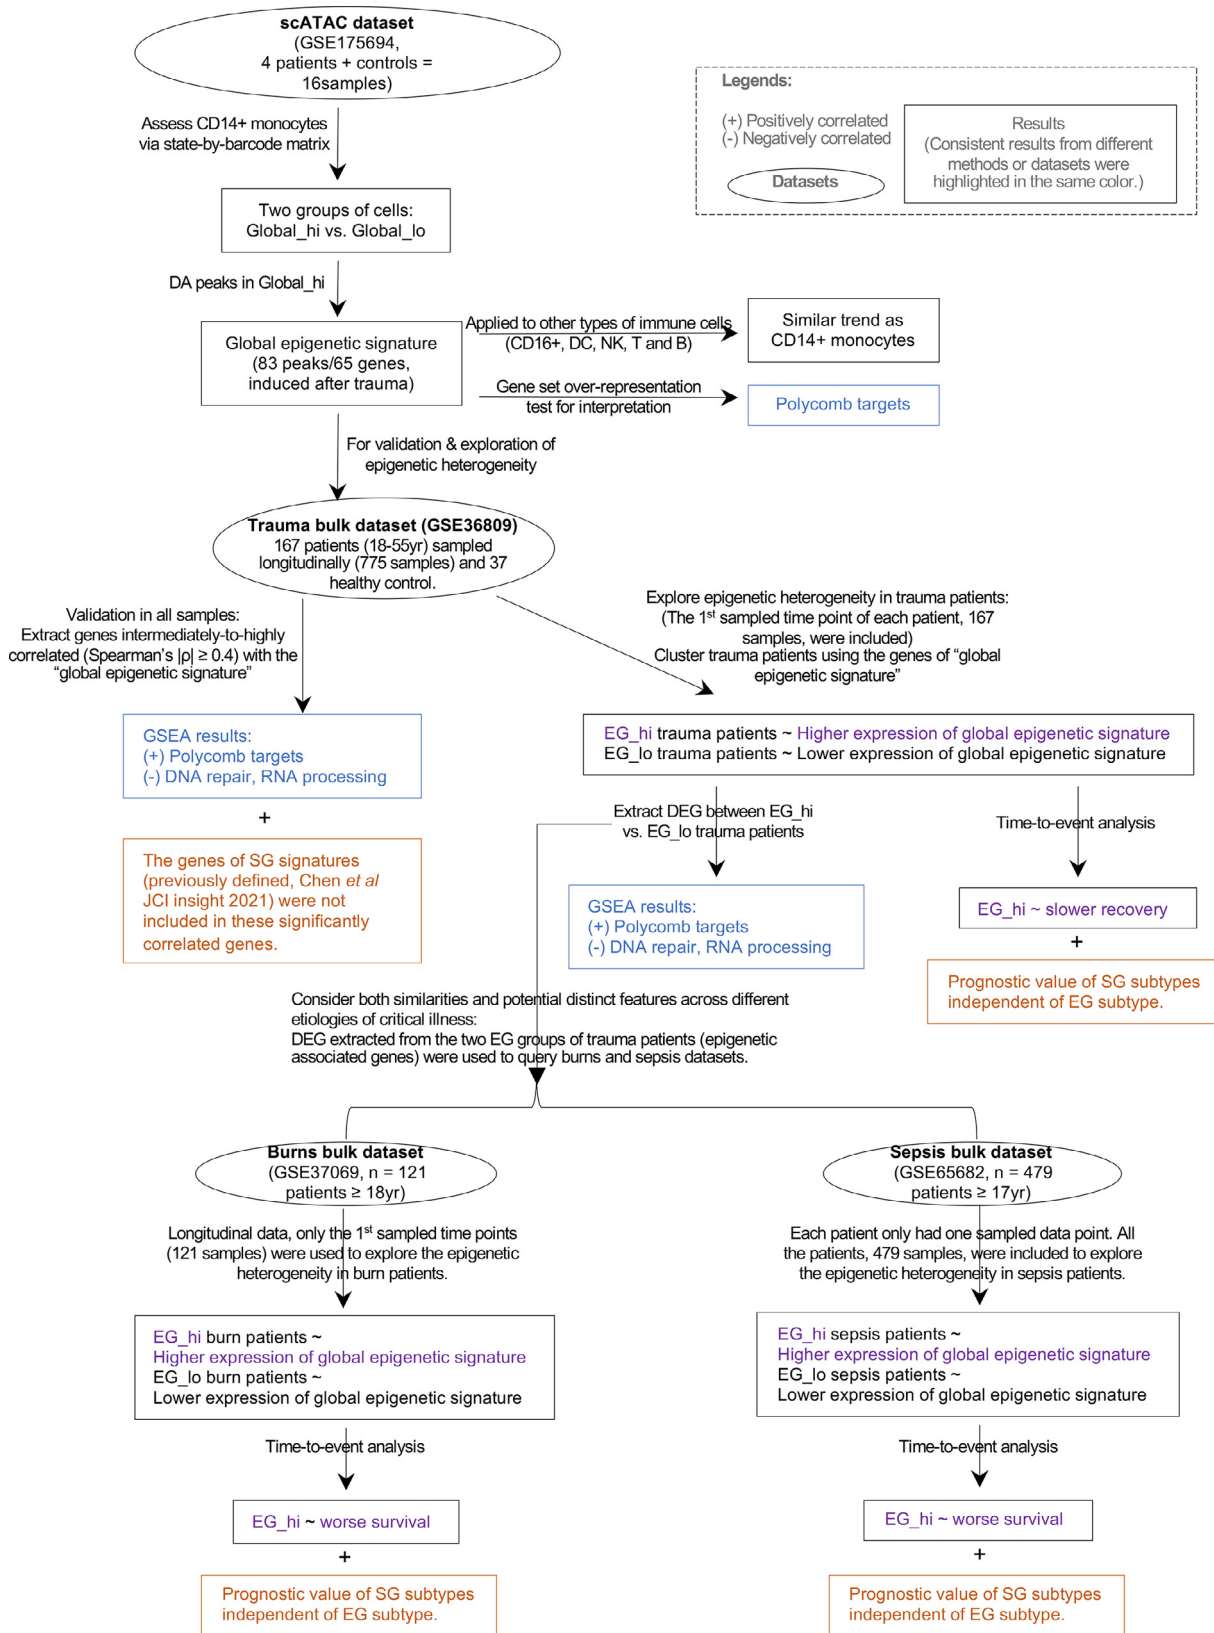 scATAC dataset
(GSE175694,
4 patients + controls =
16samples)
Legends:
(+) Positively correlated
(-) Negatively correlated
Datasets
Results
(Consistent results from different
methods or datasets were
highlighted in the same color.)
Assess CD14+ monocytes
via state-by-barcode matrix
Two groups of cells:
Global_hi vs. Global_lo
DA peaks in Global_hi
Global epigenetic signature
(83 peaks/65 genes,
induced after trauma)
Applied to other types of immune cells
(CD16+, DC, NK, T and B)
Similar trend as
CD14+ monocytes
Gene set over-representation
test for interpretation
Polycomb targets
For validation & exploration of
epigenetic heterogeneity
Trauma bulk dataset (GSE36809)
167 patients (18-55yr) sampled
longitudinally (775 samples) and 37
healthy control.
Validation in all samples:
Extract genes intermediately-to-highly
correlated (Spearman's |ρ| ≥ 0.4) with the
“global epigenetic signature”
Explore epigenetic heterogeneity in trauma patients:
(The 1st sampled time point of each patient, 167
samples, were included)
Cluster trauma patients using the genes of “global
epigenetic signature”
GSEA results:
(+) Polycomb targets
(-) DNA repair, RNA processing
+
The genes of SG signatures
(previously defined, Chen et al
JCI insight 2021) were not
included in these significantly
correlated genes.
EG_hi trauma patients ~ Higher expression of global epigenetic signature
EG_lo trauma patients ~ Lower expression of global epigenetic signature
Extract DEG between EG_hi
vs. EG_lo trauma patients
Time-to-event analysis
GSEA results:
(+) Polycomb targets
(-) DNA repair, RNA processing
EG_hi ~ slower recovery
+
Prognostic value of SG subtypes
independent of EG subtype.
Consider both similarities and potential distinct features across different
etiologies of critical illness:
DEG extracted from the two EG groups of trauma patients (epigenetic
associated genes) were used to query burns and sepsis datasets.
Burns bulk dataset
(GSE37069, n = 121
patients ≥ 18yr)
Longitudinal data, only the 1st sampled time points
(121 samples) were used to explore the epigenetic
heterogeneity in burn patients.
EG_hi burn patients ~
Higher expression of global epigenetic signature
EG_lo burn patients ~
Lower expression of global epigenetic signature
Time-to-event analysis
EG_hi ~ worse survival
+
Prognostic value of SG subtypes
independent of EG subtype.
Sepsis bulk dataset
(GSE65682, n = 479
patients ≥ 17yr)
Each patient only had one sampled data point. All
the patients, 479 samples, were included to explore
the epigenetic heterogeneity in sepsis patients.
EG_hi sepsis patients ~
Higher expression of global epigenetic signature
EG_lo sepsis patients ~
Lower expression of global epigenetic signature
Time-to-event analysis
EG_hi ~ worse survival
+
Prognostic value of SG subtypes
independent of EG subtype.